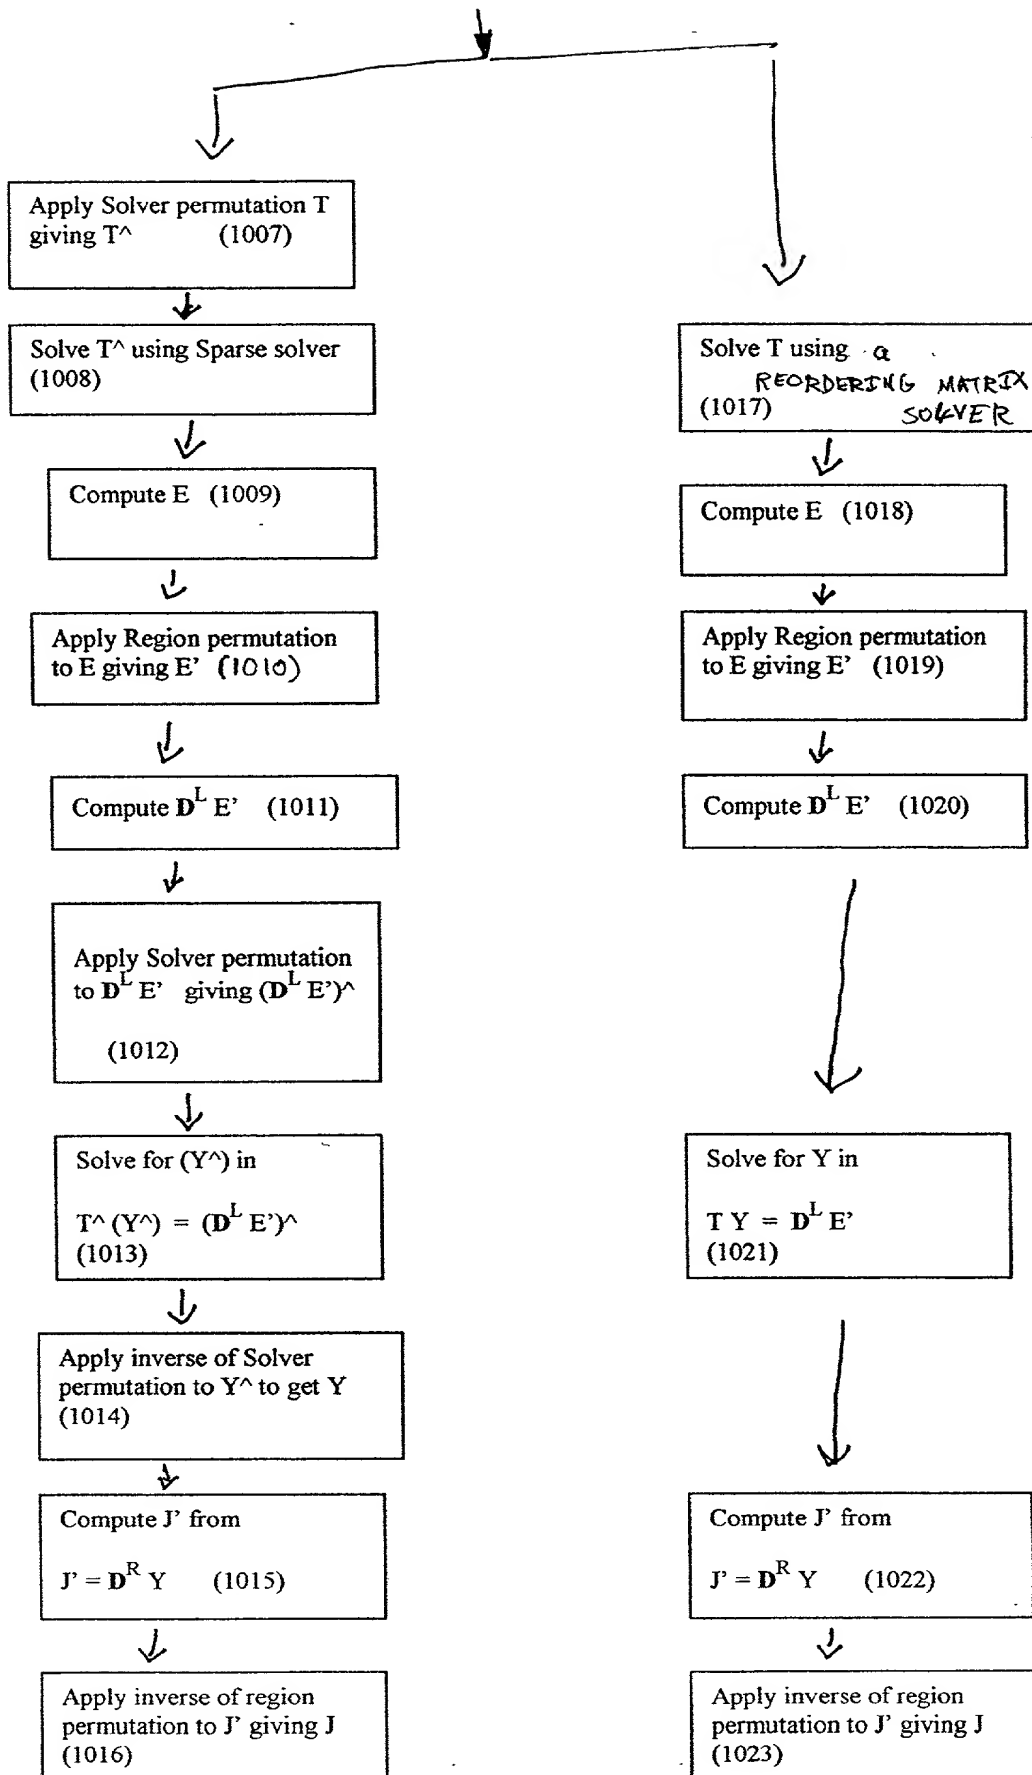 Apply Solver permutation T
giving T^ (1007)
Solve T^ using Sparse solver
(1008)
Compute E (1009)
Apply Region permutation
to E giving E' (1010)
Compute D^L E' (1011)
Apply Solver permutation
to D^L E' giving (D^L E')^
(1012)
Solve for (Y^) in
T^ (Y^) = (D^L E')^
(1013)
Apply inverse of Solver
permutation to Y^ to get Y
(1014)
Compute J' from
J' = D^R Y (1015)
Apply inverse of region
permutation to J' giving J
(1016)
Solve T using a
REORDERING MATRIX
(1017) SOLVER
Compute E (1018)
Apply Region permutation
to E giving E' (1019)
Compute D^L E' (1020)
Solve for Y in
T Y = D^L E'
(1021)
Compute J' from
J' = D^R Y (1022)
Apply inverse of region
permutation to J' giving J
(1023)